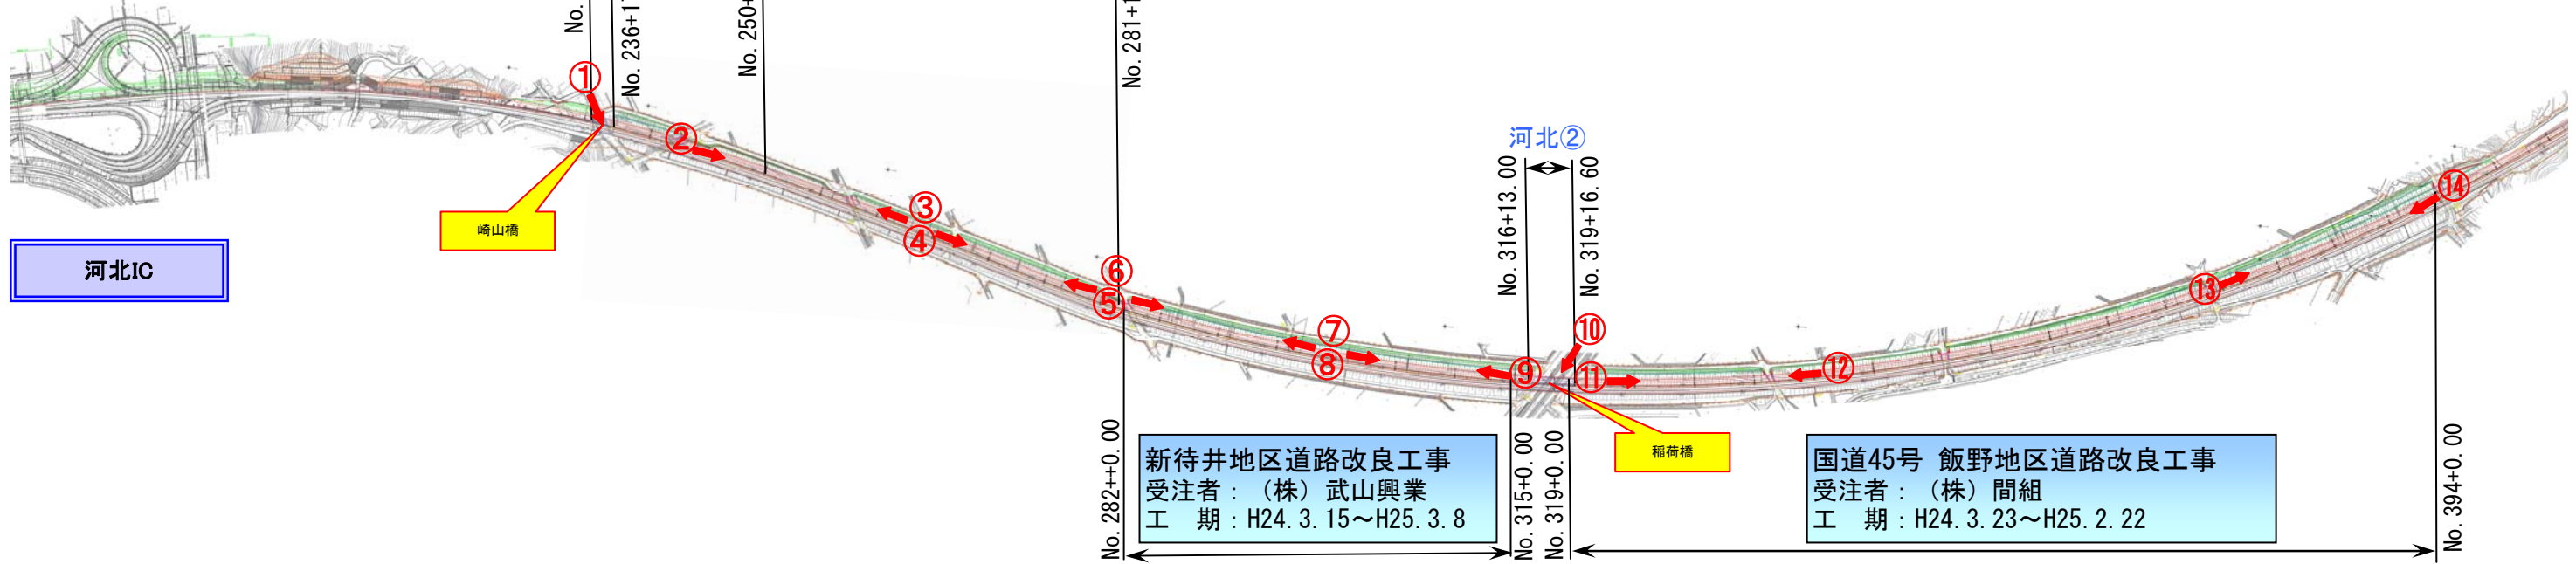 No.
No. 236+1
No. 250+
No. 281+1
①
②
③
④
⑤
⑥
⑦
⑧
⑨
⑩
⑪
⑫
⑬
⑭
河北②
No. 316+13.00
No. 319+16.60
崎山橋
河北IC
稲荷橋
No. 282++0.00
新待井地区道路改良工事
受注者：（株）武山興業
工　期：H24.3.15～H25.3.8
No. 315+0.00
No. 319+0.00
国道45号 飯野地区道路改良工事
受注者：（株）間組
工　期：H24.3.23～H25.2.22
No. 394+0.00